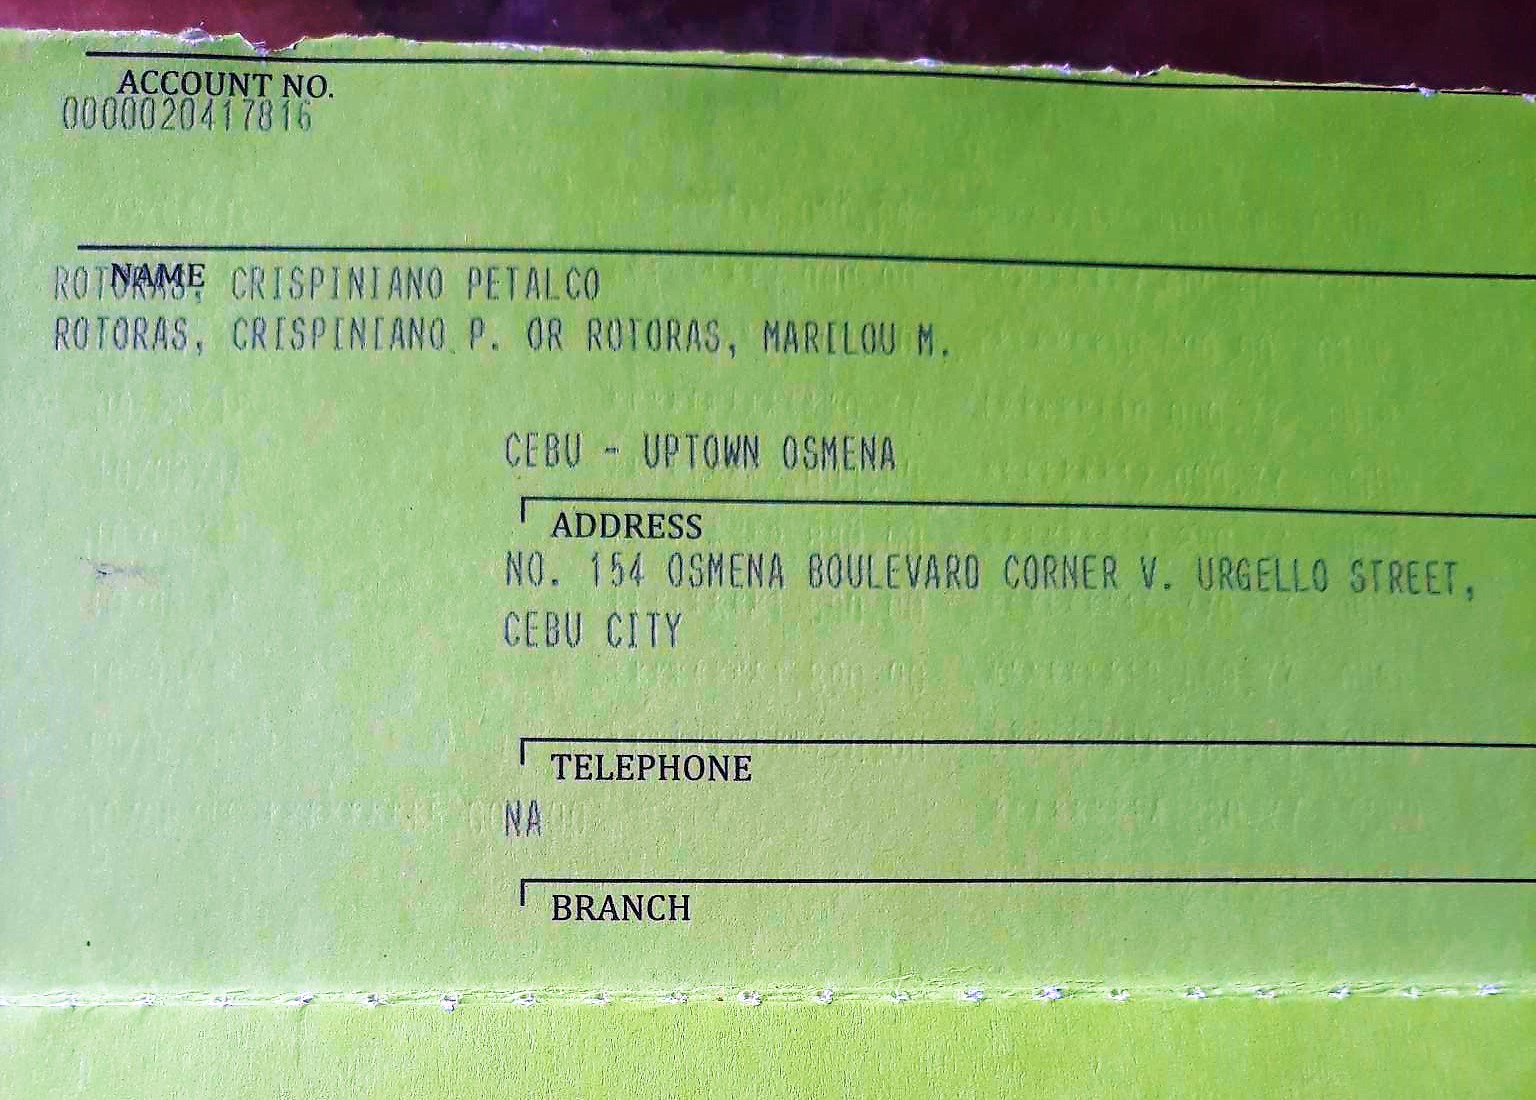 ACCOUNT NO.
0000020417816
NAME
ROTORAS, CRISPINIANO PETALCO
ROTORAS, CRISPINIANO P. OR ROTORAS, MARILOU M.
CEBU - UPTOWN OSMENA
ADDRESS
NO. 154 OSMENA BOULEVARD CORNER V. URGELLO STREET,
CEBU CITY
TELEPHONE
NA
BRANCH